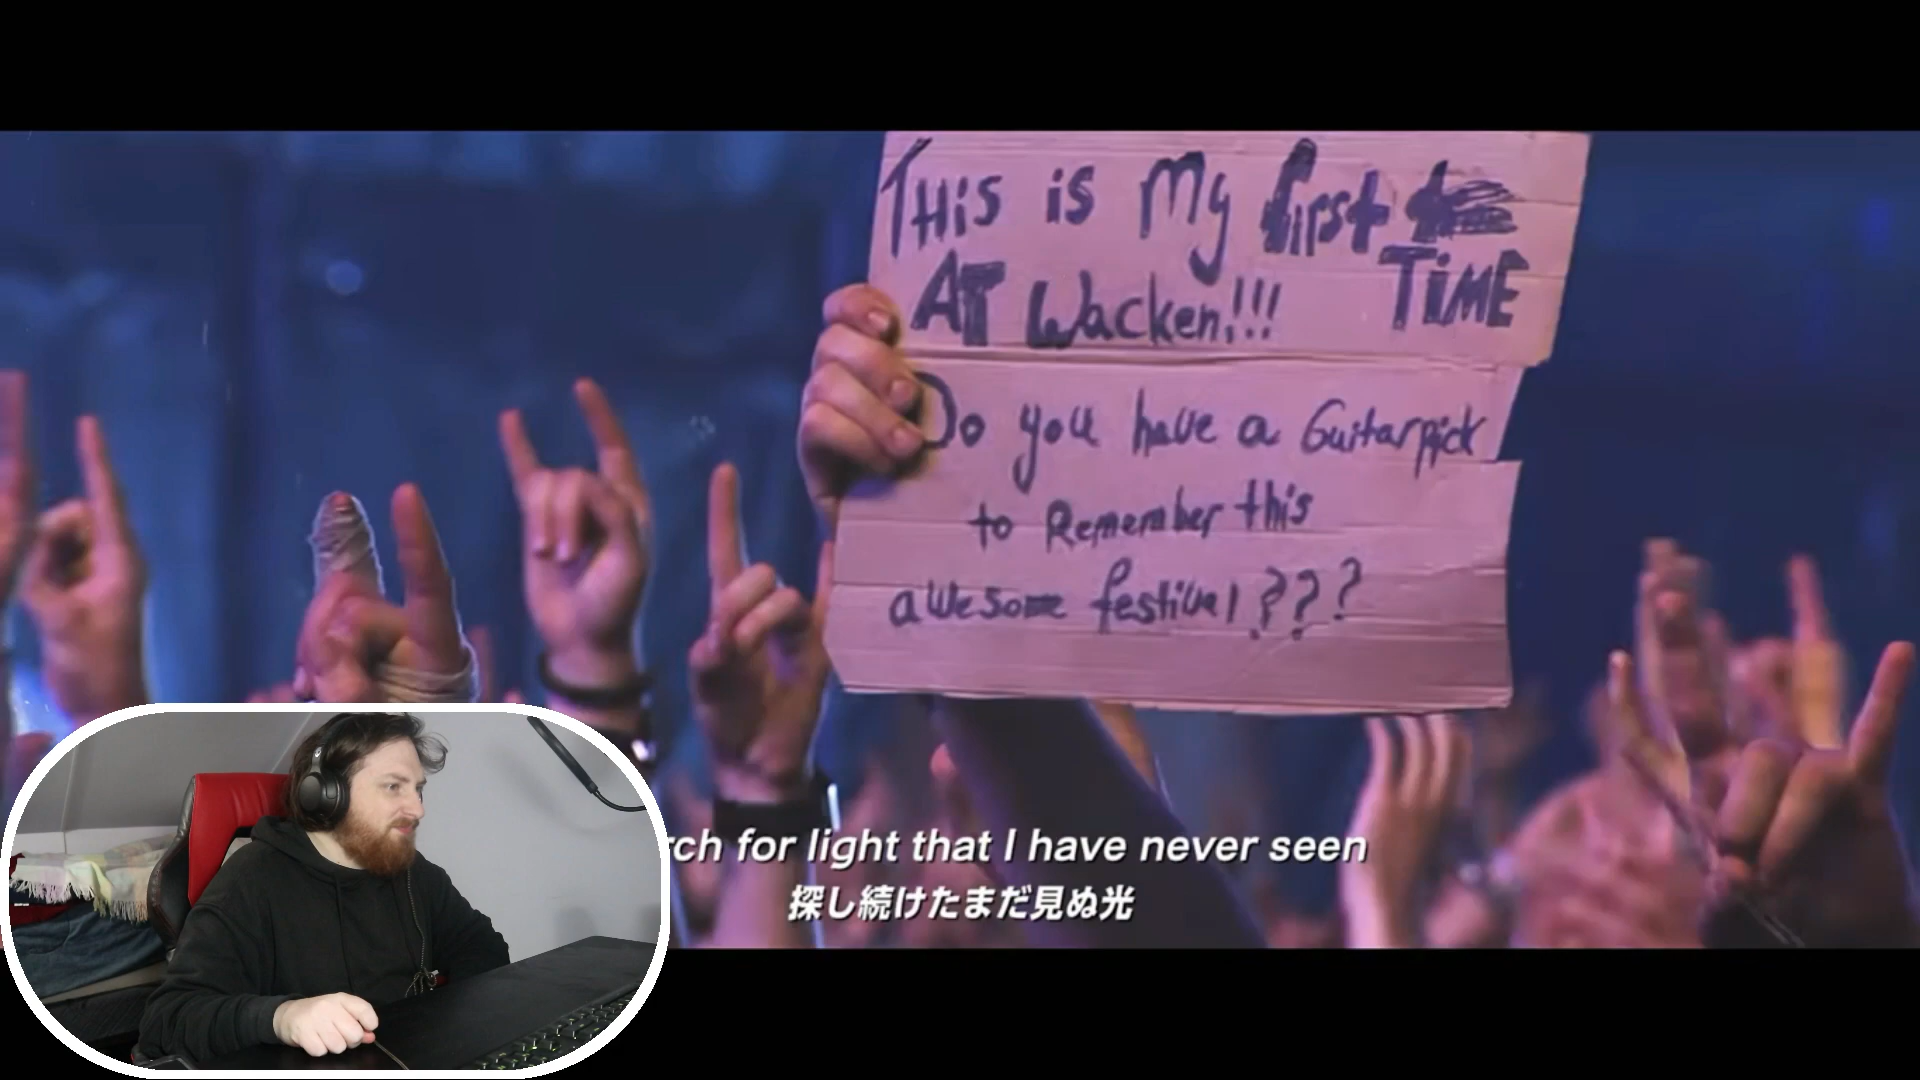 THis is My first
TiME
AT Wacken!!!
Do you have a Guitarpick
to Remember this
awesome festival???
rch for light that I have never seen
探し続けたまだ見ぬ光